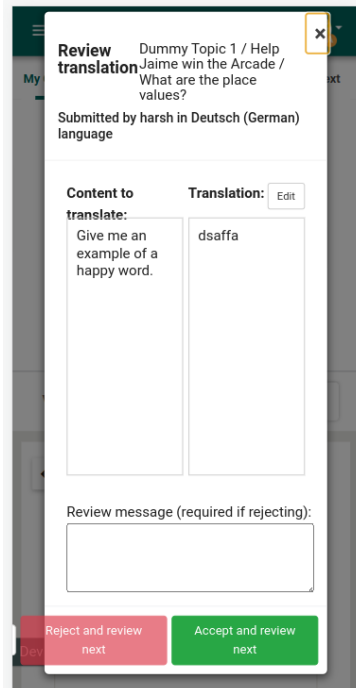 ×
Review translation
Dummy Topic 1 / Help
Jaime win the Arcade /
What are the place
values?
Submitted by harsh in Deutsch (German)
language
My
ext
Content to
translate:
Translation:
Edit
Give me an
example of a
happy word.
dsaffa
Review message (required if rejecting):
Reject and review
next
Accept and review
next
Dev